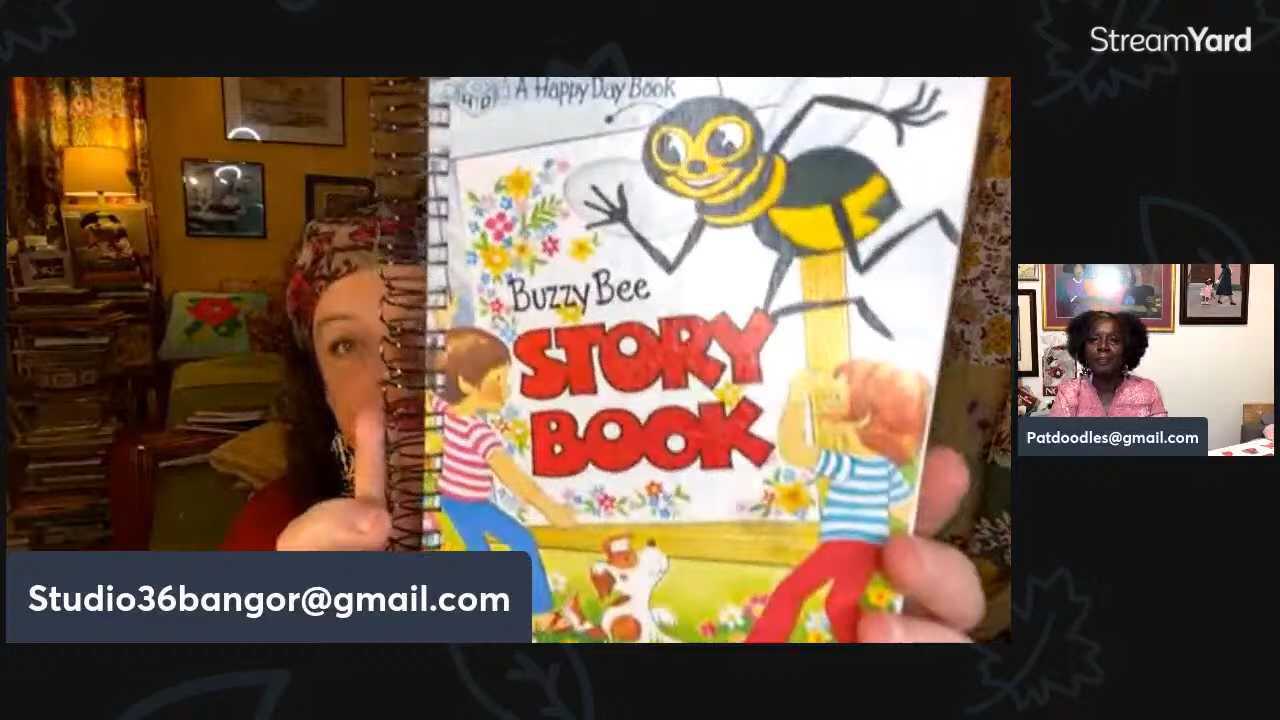 StreamYard
A Happy Day Book
Buzzy Bee
STORY
BOOK
Studio36bangor@gmail.com
Patdoodles@gmail.com